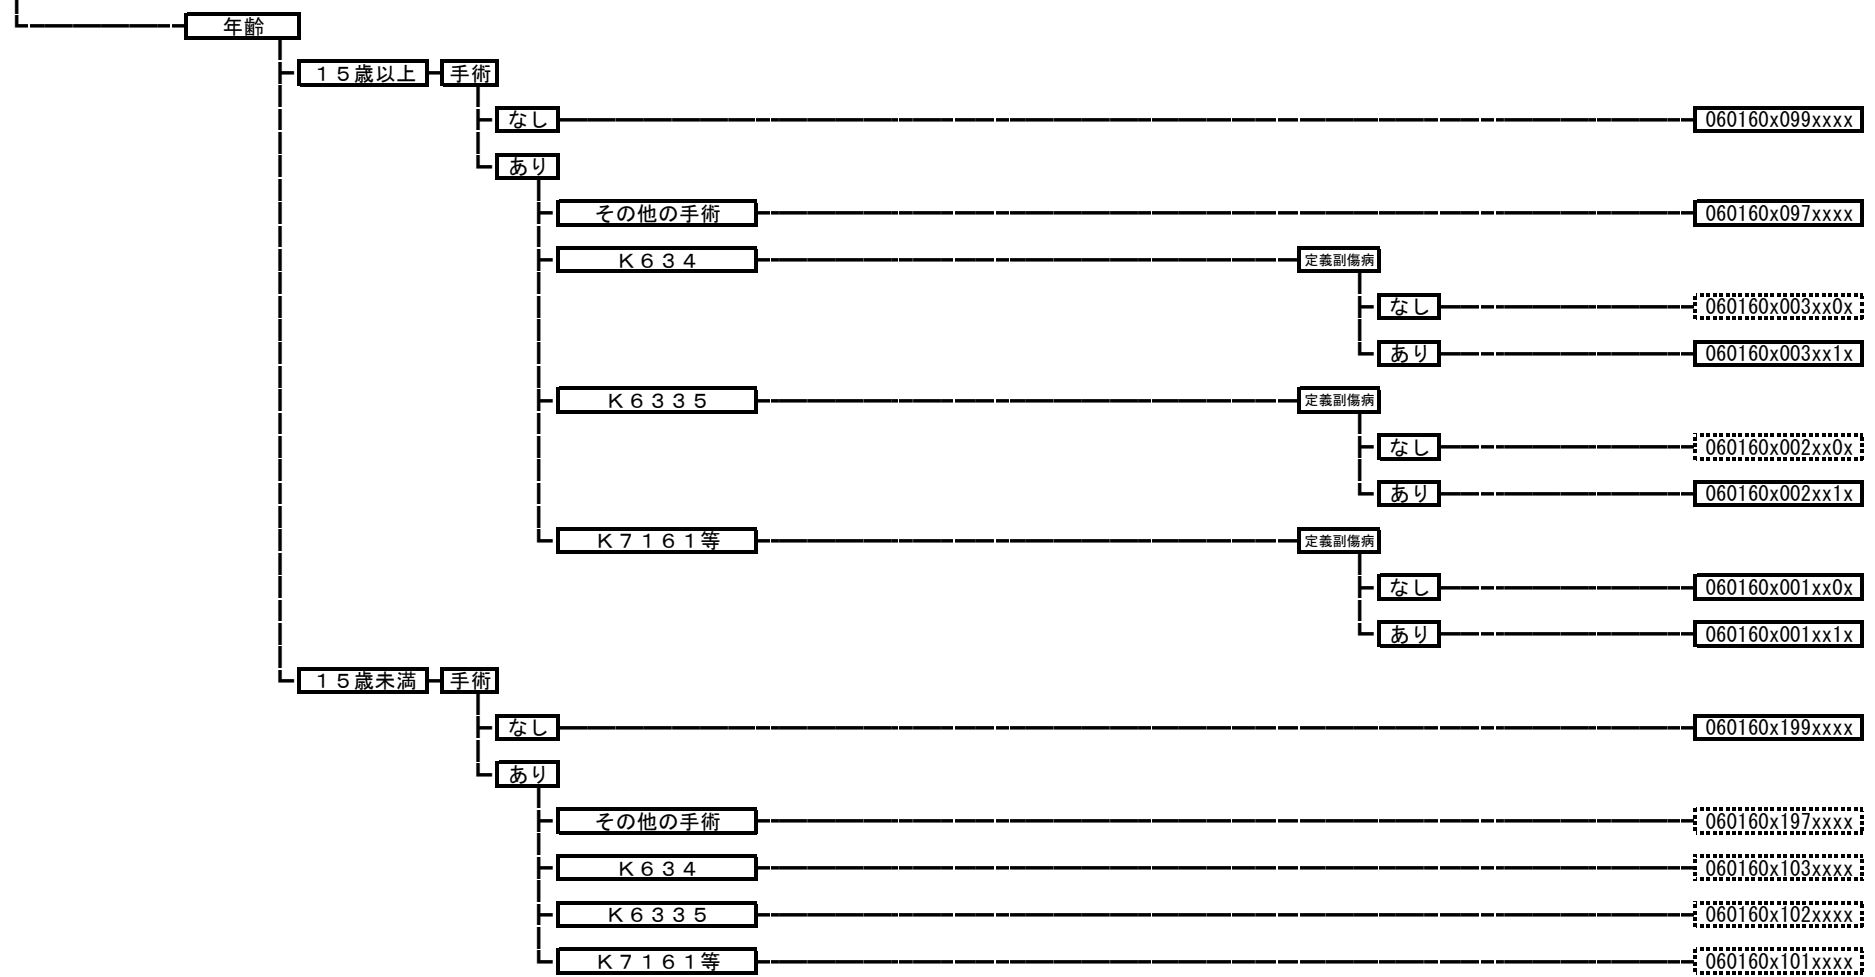 年齢
１５歳以上 手術
なし 060160x099xxxx
あり
その他の手術 060160x097xxxx
Ｋ６３４ 定義副傷病
なし 060160x003xx0x
あり 060160x003xx1x
Ｋ６３３５ 定義副傷病
なし 060160x002xx0x
あり 060160x002xx1x
Ｋ７１６１等 定義副傷病
なし 060160x001xx0x
あり 060160x001xx1x
１５歳未満 手術
なし 060160x199xxxx
あり
その他の手術 060160x197xxxx
Ｋ６３４ 060160x103xxxx
Ｋ６３３５ 060160x102xxxx
Ｋ７１６１等 060160x101xxxx